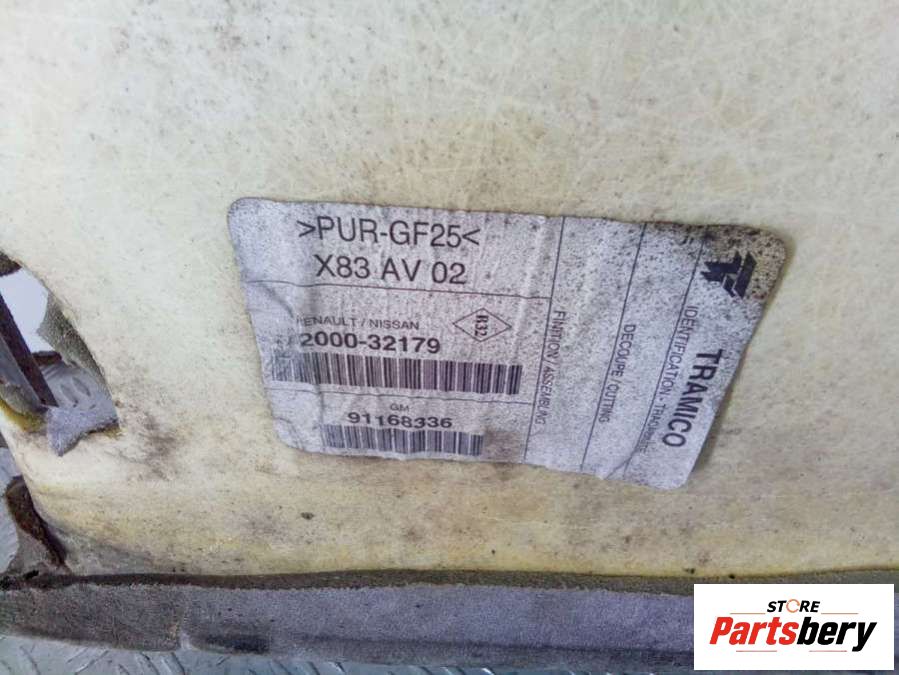 >PUR-GF25<
X83 AV 02
RENAULT / NISSAN
R32
2000-32179
GM
91168336
FINITION / ASSEMBLING
DECOUPE / CUTTING
IDENTIFICATION-
TRAMICO
STORE
Partsbery